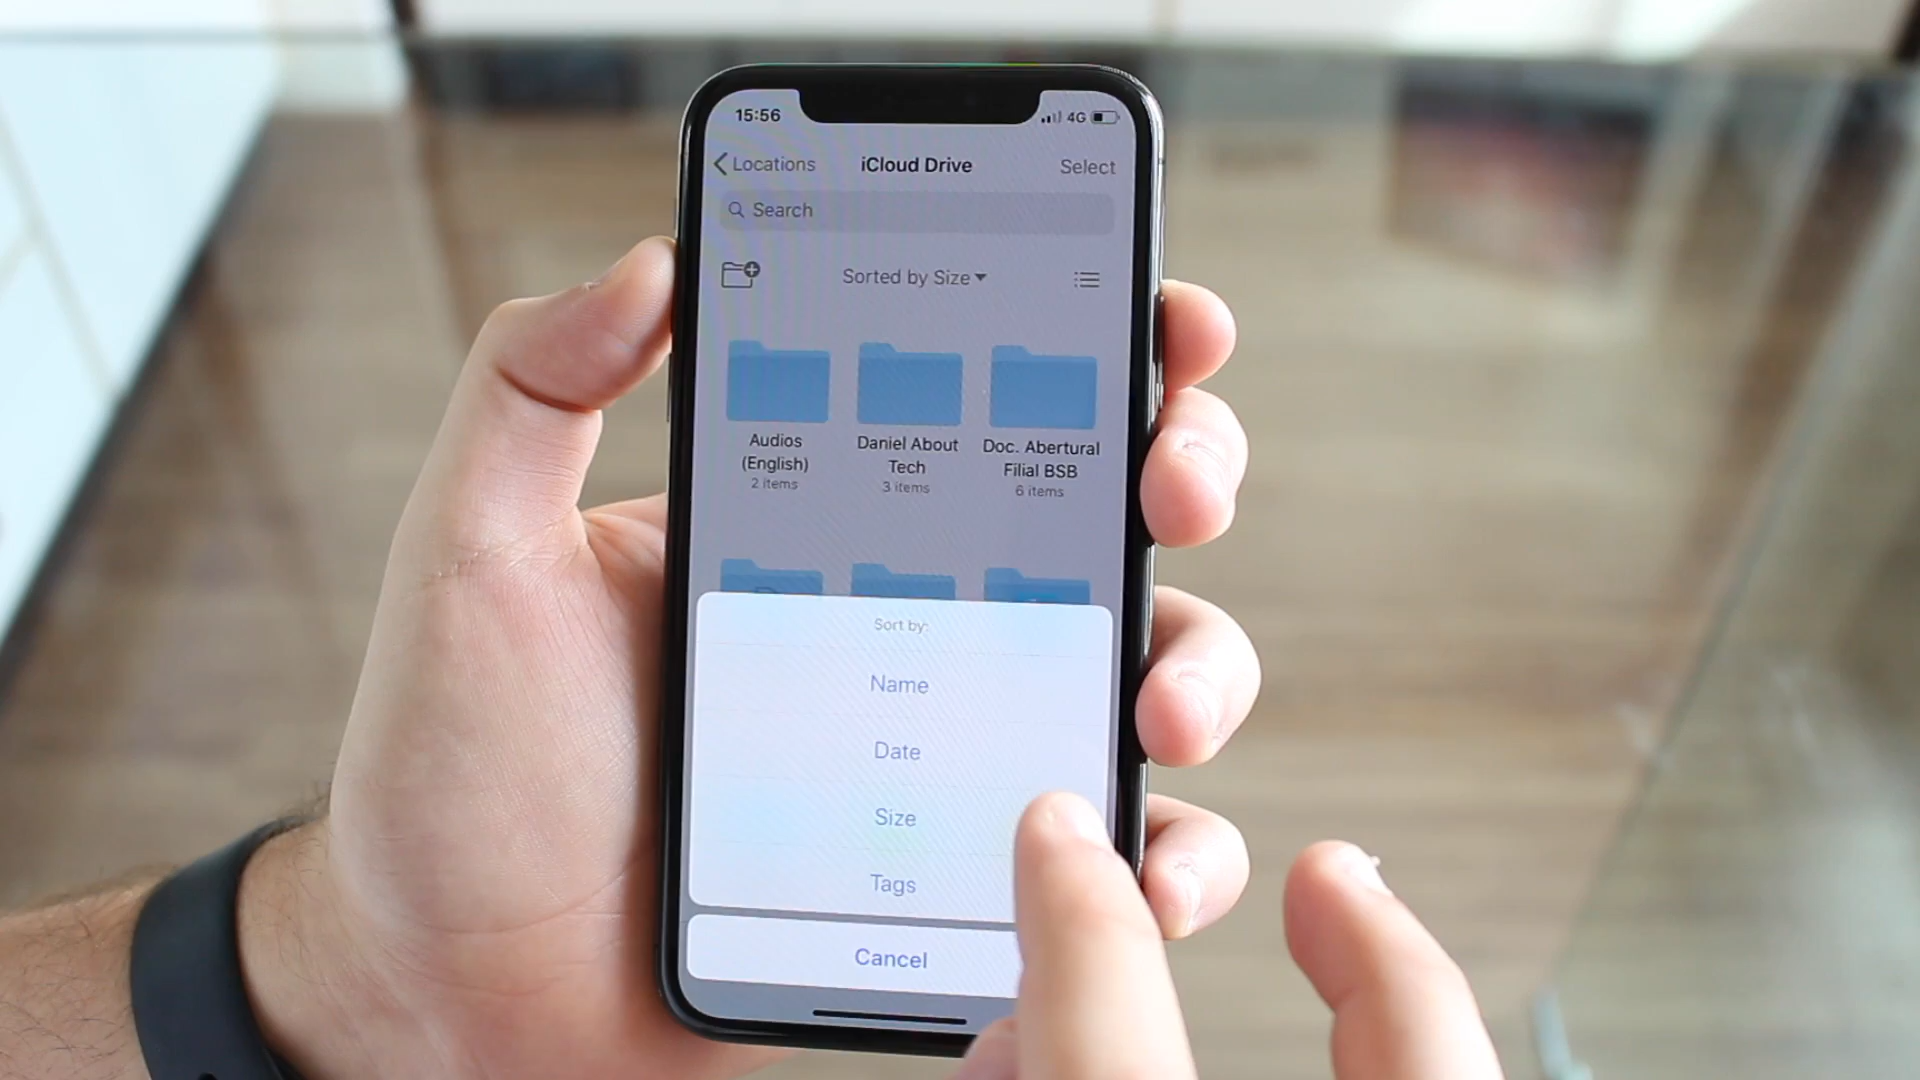 15:56
4G
Locations
iCloud Drive
Select
Search
Sorted by Size
Audios
(English)
2 items
Daniel About
Tech
3 items
Doc. Abertural
Filial BSB
6 items
Sort by:
Name
Date
Size
Tags
Cancel